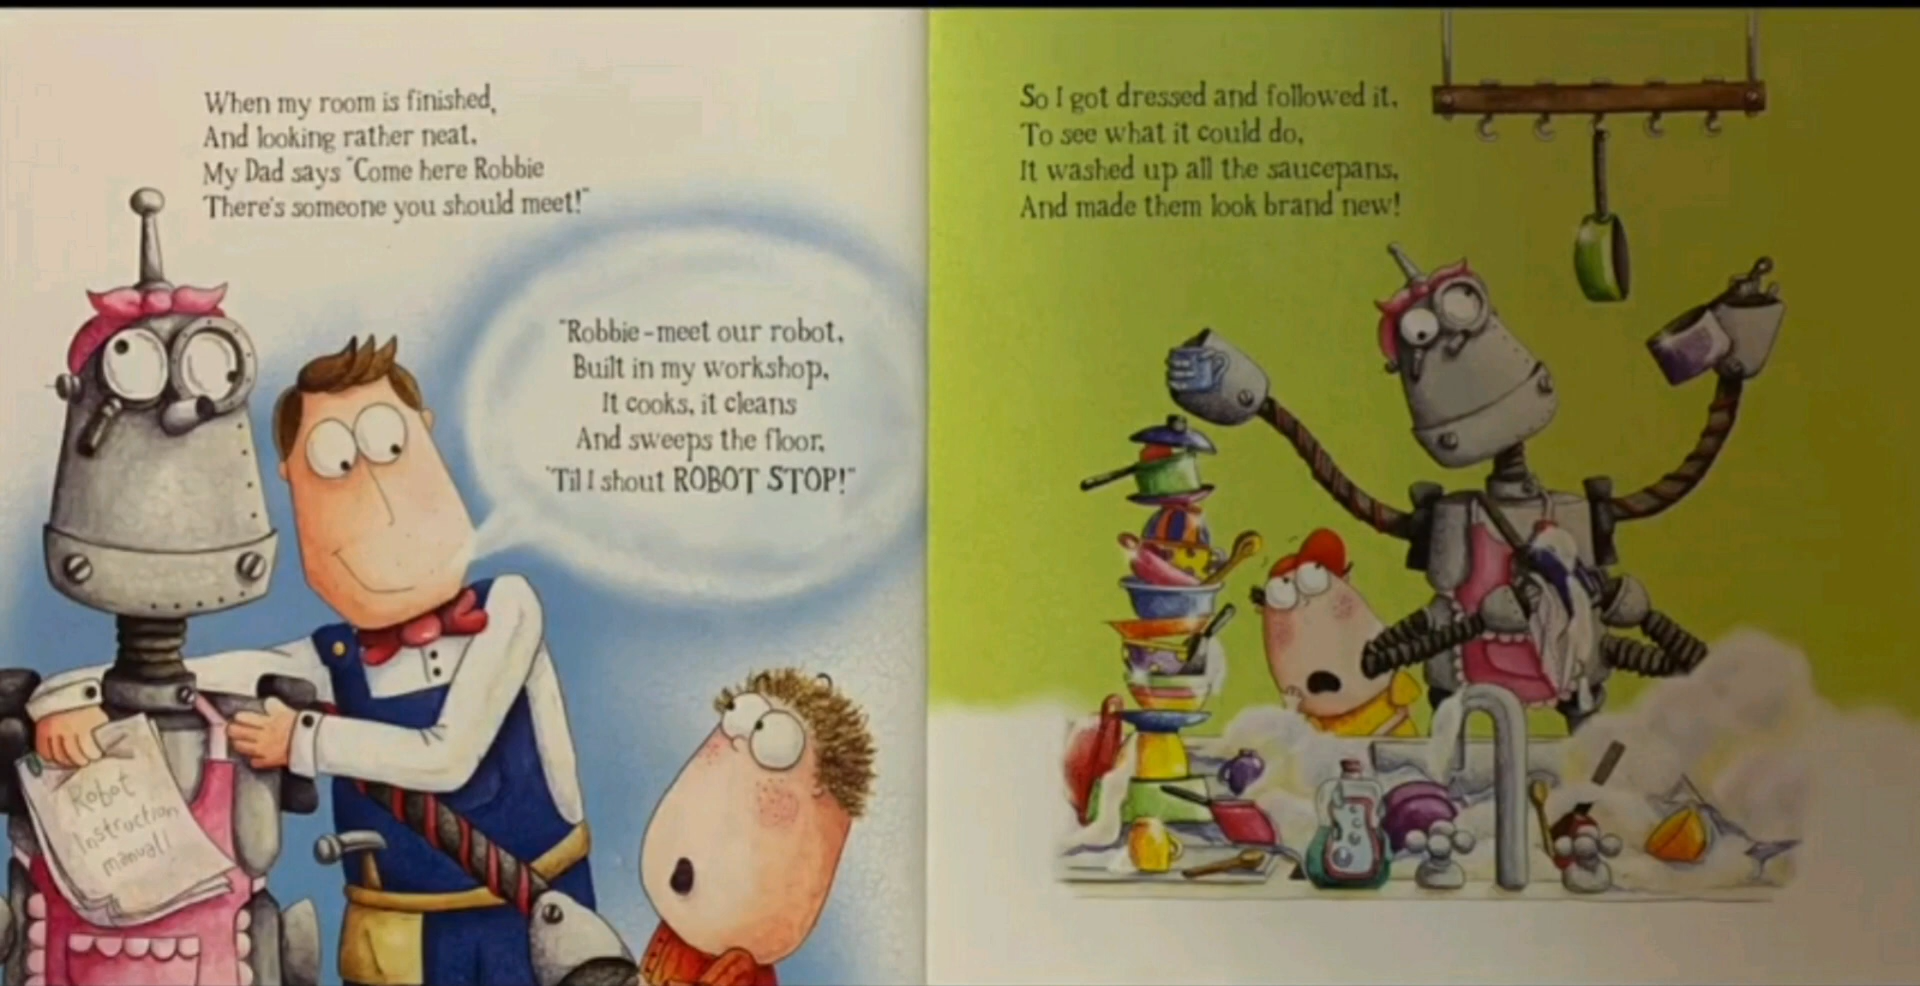 When my room is finished,
And looking rather neat,
My Dad says "Come here Robbie
There's someone you should meet!"
"Robbie - meet our robot,
Built in my workshop,
It cooks, it cleans
And sweeps the floor,
'Til I shout ROBOT STOP!"
Robot
Instruction
manual!
So I got dressed and followed it,
To see what it could do,
It washed up all the saucepans,
And made them look brand new!